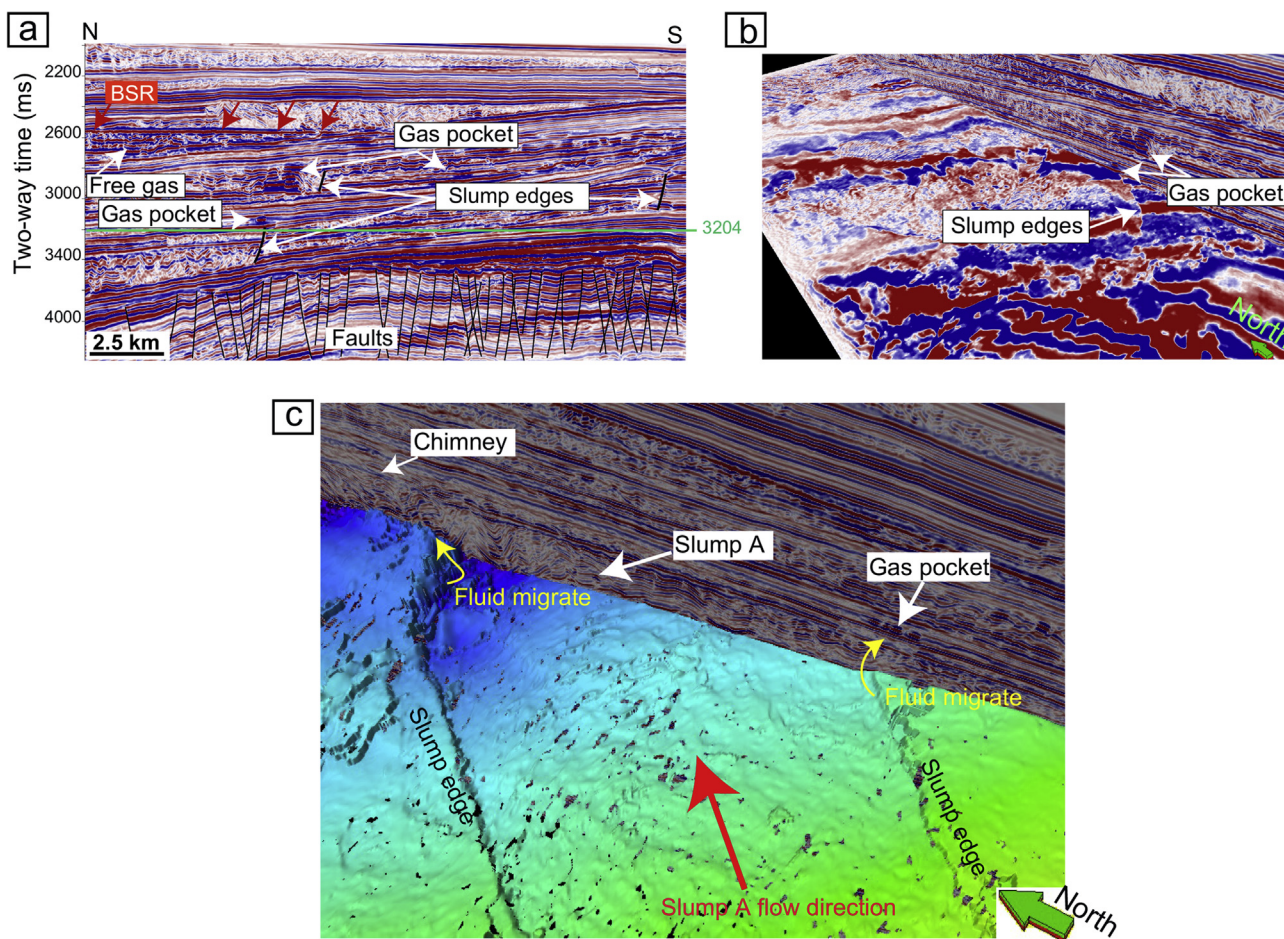 a
N
S
b
Two-way time (ms)
2200
2600
3000
3400
4000
BSR
Gas pocket
Free gas
Slump edges
Gas pocket
3204
2.5 km
Faults
Gas pocket
Slump edges
North
c
Chimney
Slump A
Gas pocket
Fluid migrate
Fluid migrate
Slump edge
Slump edge
Slump A flow direction
North